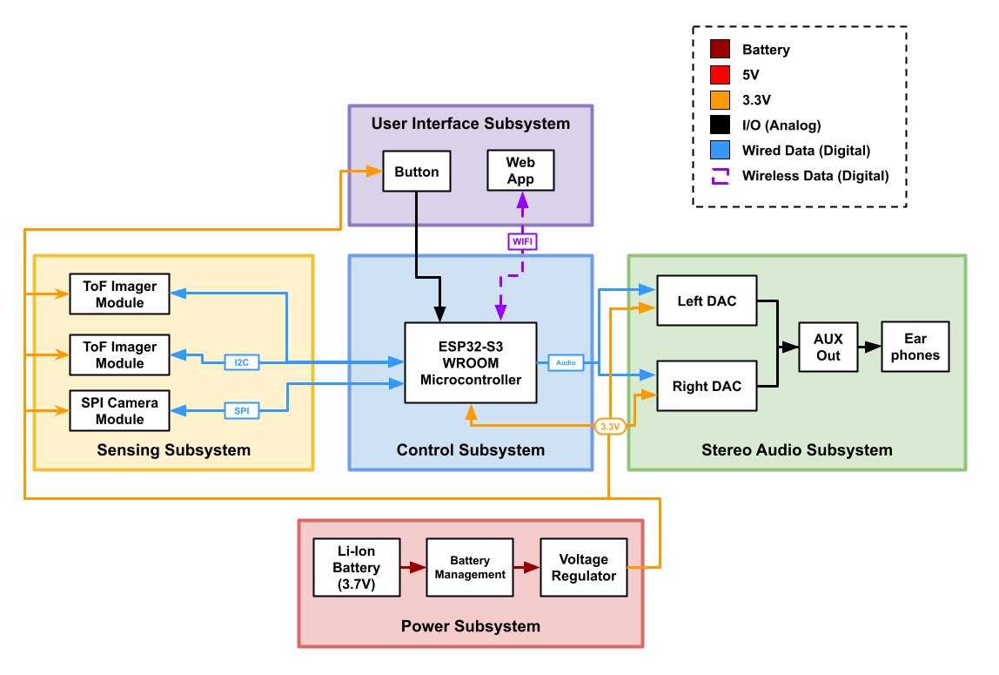 Battery
5V
3.3V
I/O (Analog)
Wired Data (Digital)
Wireless Data (Digital)
User Interface Subsystem
Button
Web
App
WIFI
ToF Imager
Module
ToF Imager
Module
I2C
SPI Camera
Module
SPI
Sensing Subsystem
ESP32-S3
WROOM
Microcontroller
Audio
3.3V
Control Subsystem
Left DAC
Right DAC
AUX
Out
Ear
phones
Stereo Audio Subsystem
Li-Ion
Battery
(3.7V)
Battery
Management
Voltage
Regulator
Power Subsystem